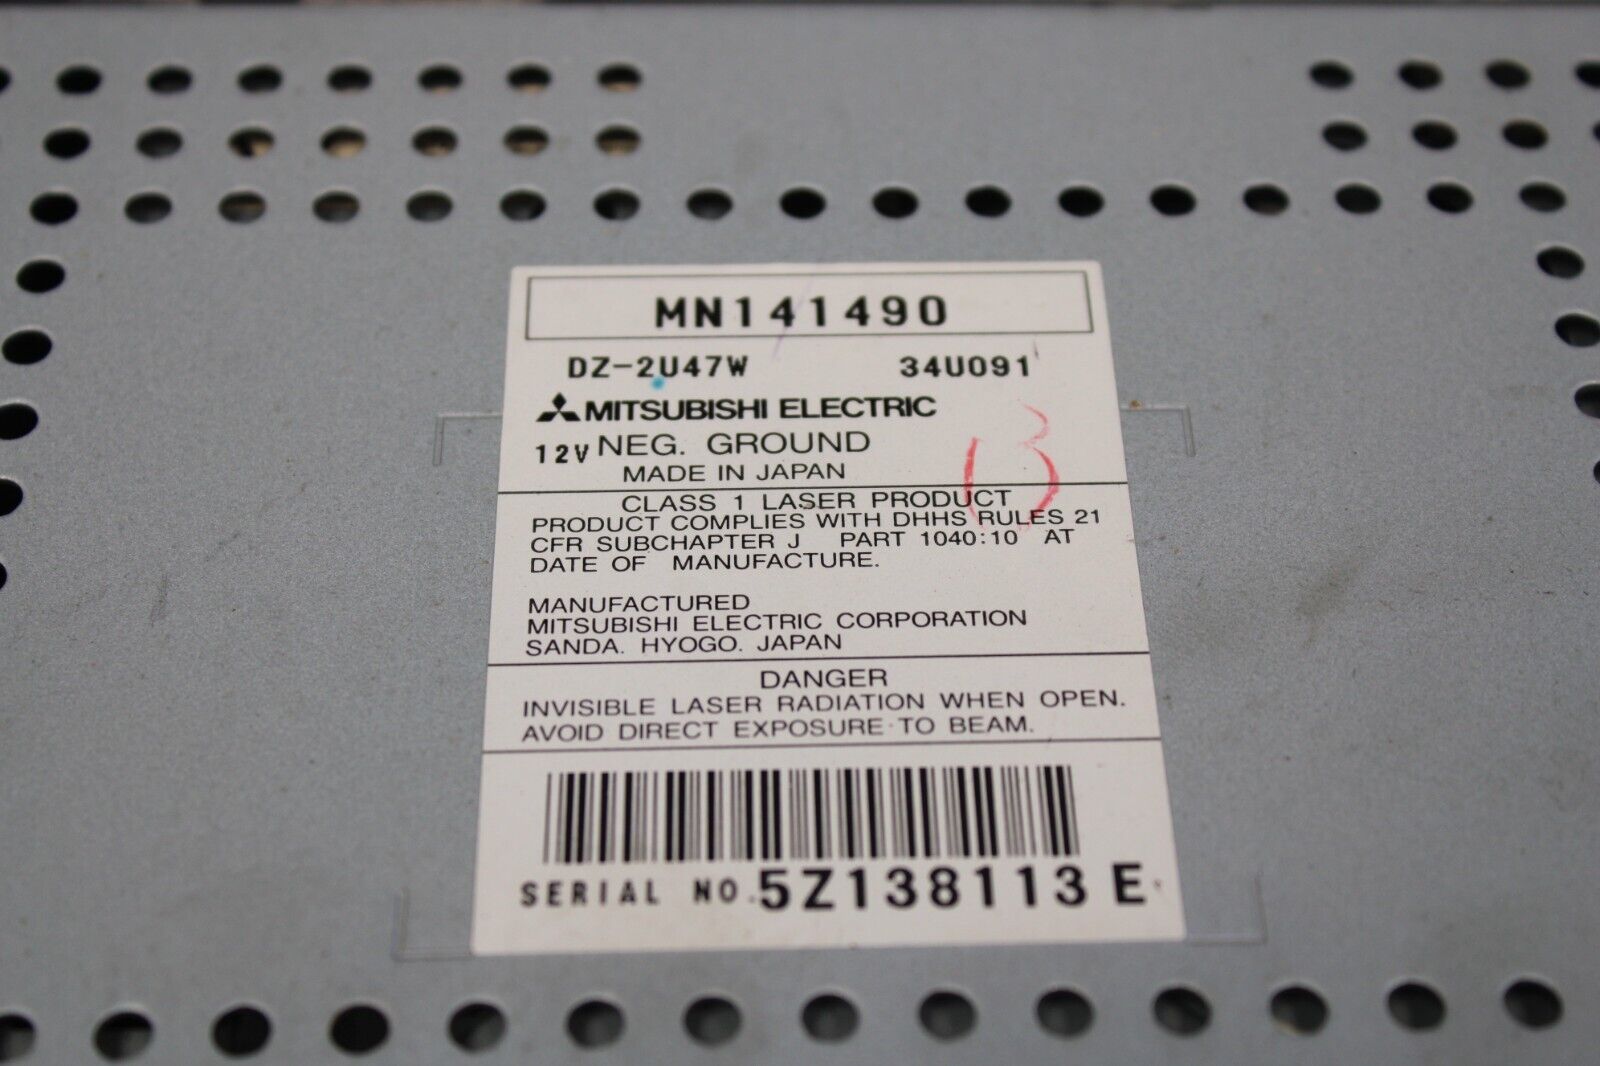 MN141490
DZ-2U47W 34U091
MITSUBISHI ELECTRIC
12V NEG. GROUND
MADE IN JAPAN
13
CLASS 1 LASER PRODUCT
PRODUCT COMPLIES WITH DHHS RULES 21
CFR SUBCHAPTER J PART 1040:10 AT
DATE OF MANUFACTURE.
MANUFACTURED
MITSUBISHI ELECTRIC CORPORATION
SANDA. HYOGO. JAPAN
DANGER
INVISIBLE LASER RADIATION WHEN OPEN.
AVOID DIRECT EXPOSURE TO BEAM.
SERIAL NO. 5Z138113 E